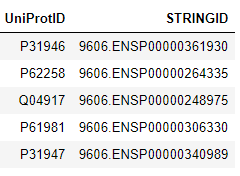 UniProtID STRINGID
P31946 9606.ENSP00000361930
P62258 9606.ENSP00000264335
Q04917 9606.ENSP00000248975
P61981 9606.ENSP00000306330
P31947 9606.ENSP00000340989